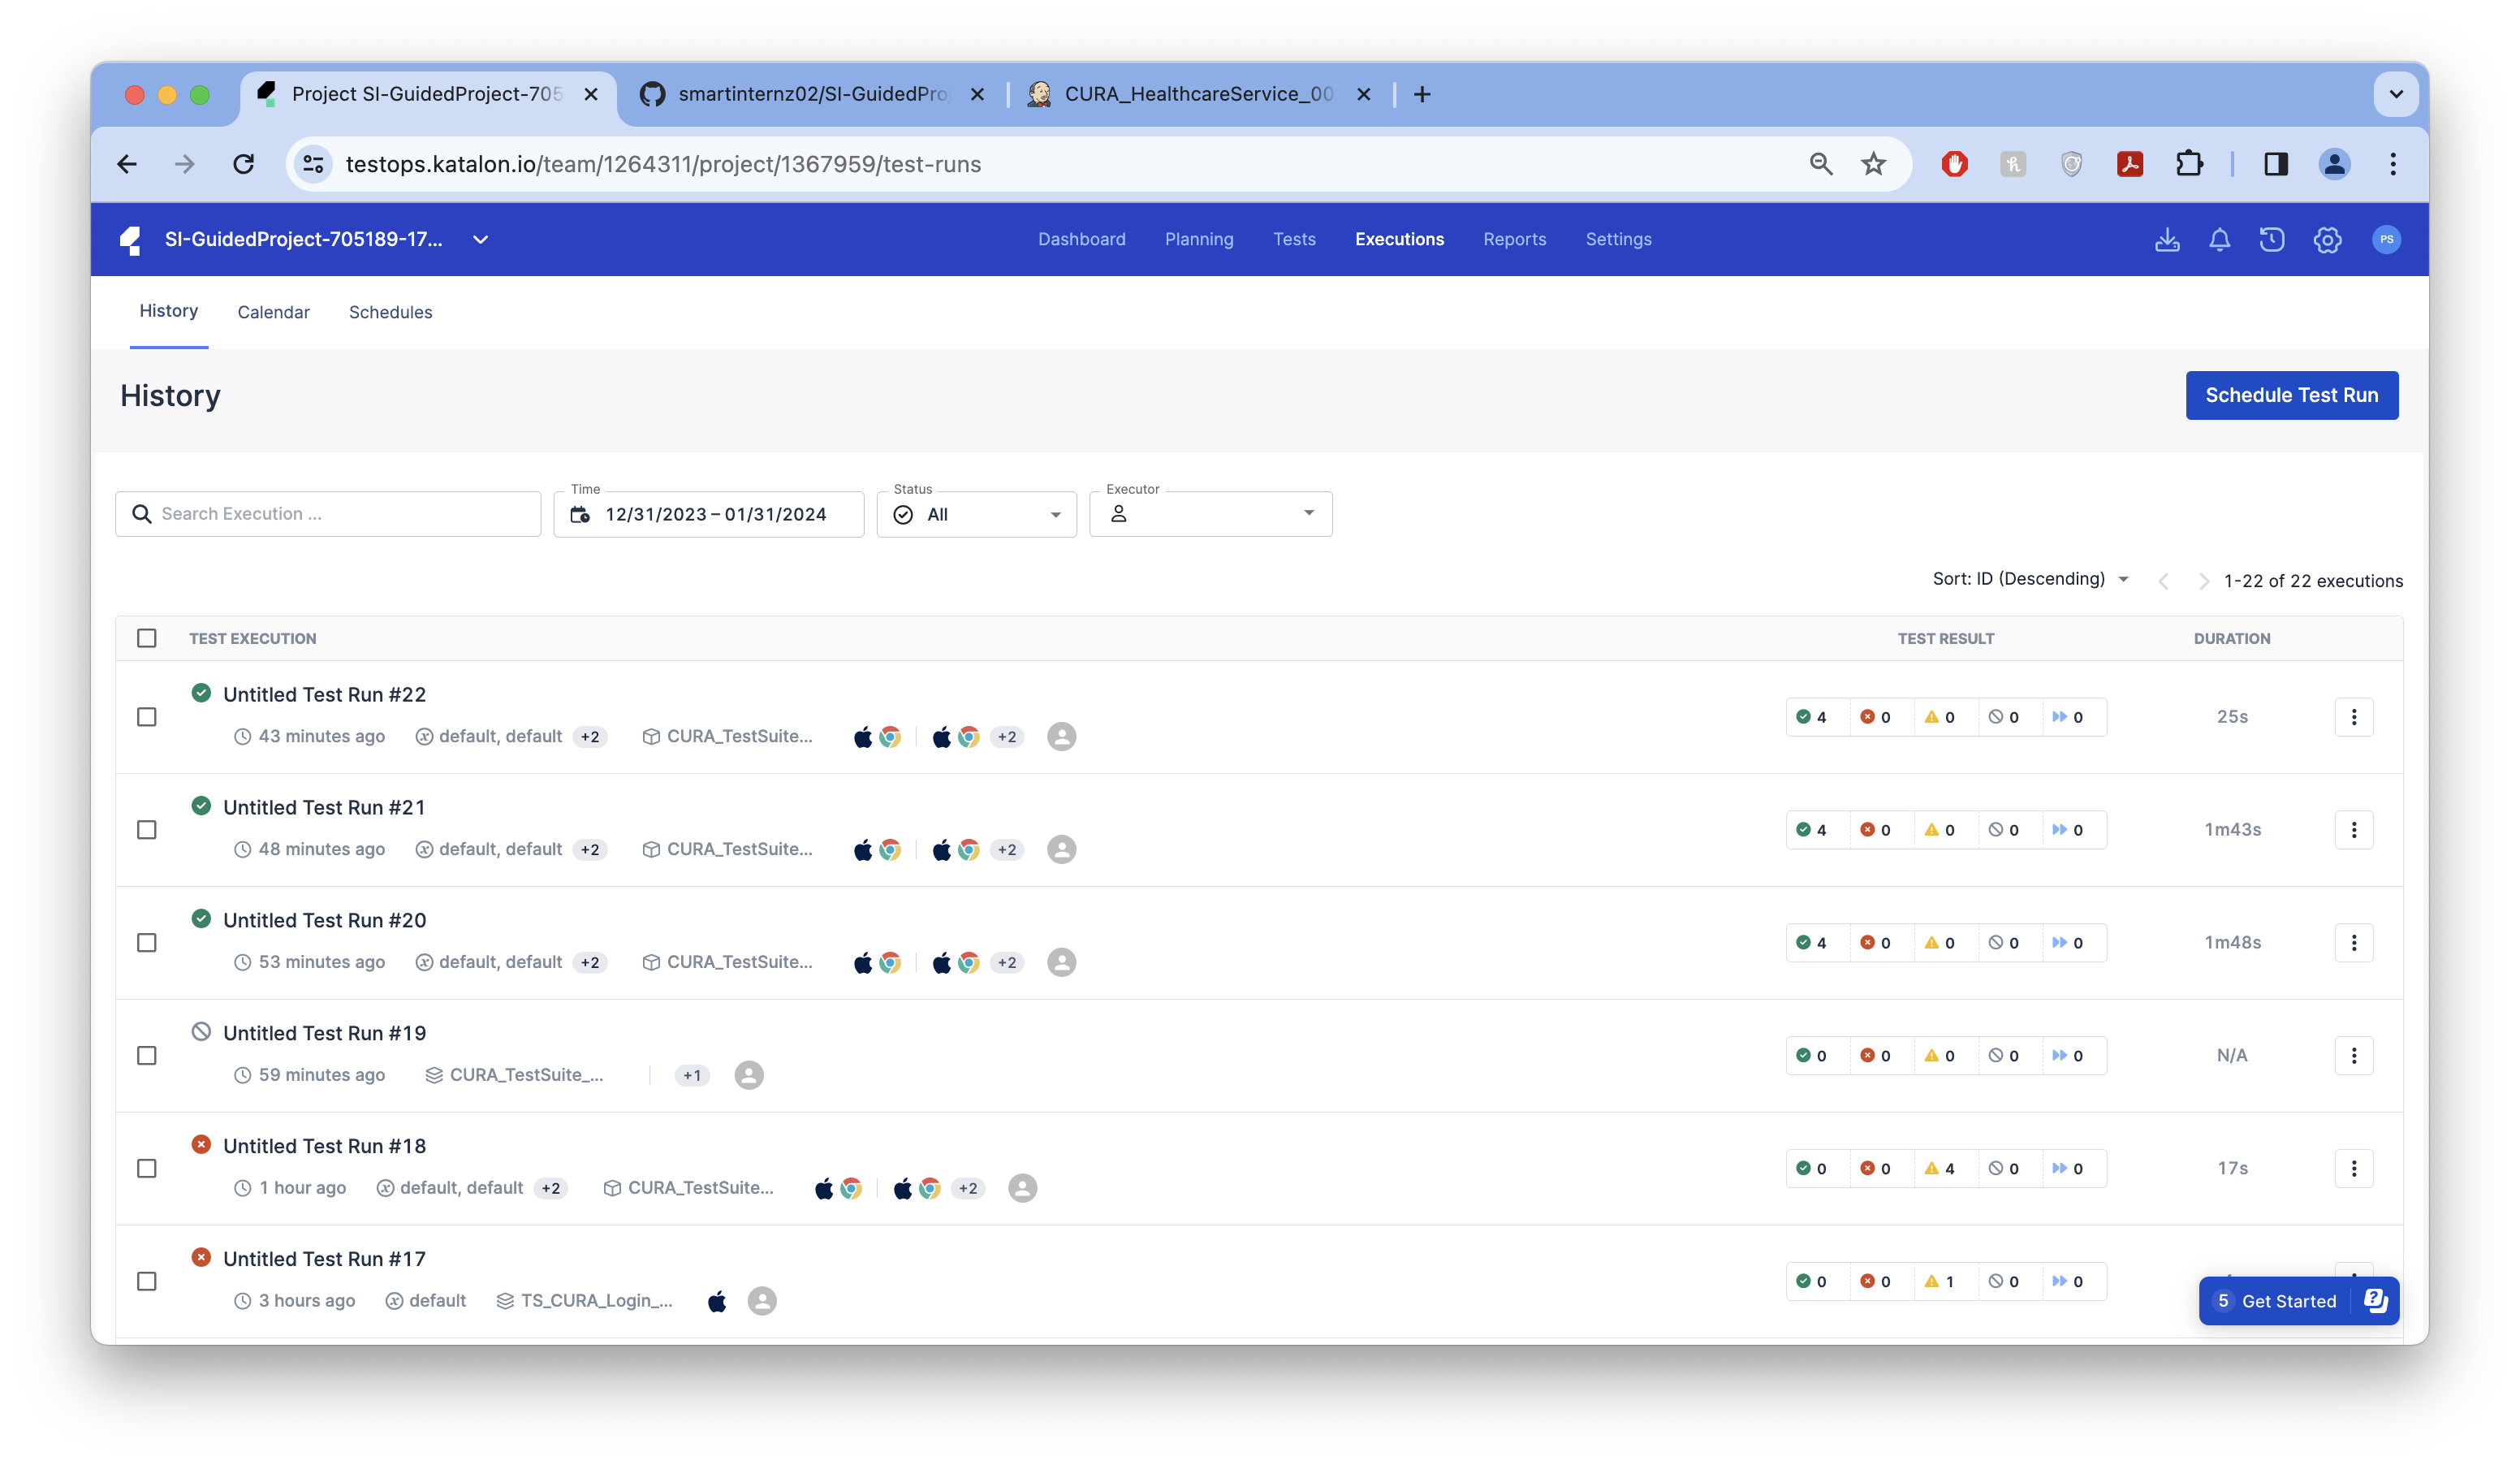 Project SI-GuidedProject-705
smartinternz02/SI-GuidedPro
CURA_HealthcareService_00
testops.katalon.io/team/1264311/project/1367959/test-runs
SI-GuidedProject-705189-17...
Dashboard Planning Tests Executions Reports Settings
PS
History Calendar Schedules
History
Schedule Test Run
Search Execution ...
Time
12/31/2023 – 01/31/2024
Status
All
Executor
Sort: ID (Descending)
1-22 of 22 executions
TEST EXECUTION TEST RESULT DURATION
Untitled Test Run #22
43 minutes ago default, default +2 CURA_TestSuite... +2
4 0 0 0 0 25s
Untitled Test Run #21
48 minutes ago default, default +2 CURA_TestSuite... +2
4 0 0 0 0 1m43s
Untitled Test Run #20
53 minutes ago default, default +2 CURA_TestSuite... +2
4 0 0 0 0 1m48s
Untitled Test Run #19
59 minutes ago CURA_TestSuite_... +1
0 0 0 0 0 N/A
Untitled Test Run #18
1 hour ago default, default +2 CURA_TestSuite... +2
0 0 4 0 0 17s
Untitled Test Run #17
3 hours ago default TS_CURA_Login_...
0 0 1 0 0
5 Get Started